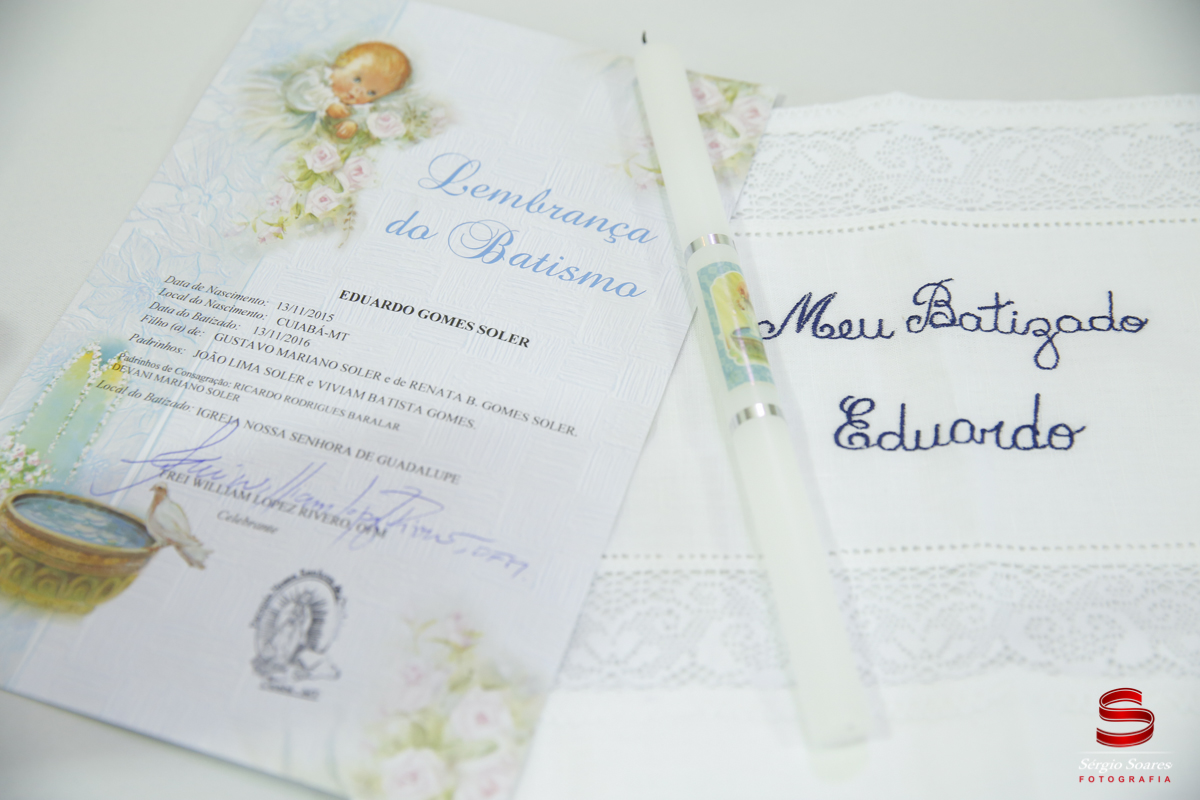 Lembrança
do Batismo
EDUARDO GOMES SOLER
Data de Nascimento: 13/11/2015
Local do Nascimento: CUIABÁ-MT
Data do Batizado: 13/11/2016
Filho (a) de: GUSTAVO MARIANO SOLER e de RENATA B. GOMES SOLER.
Padrinhos: JOÃO LIMA SOLER e VIVIAM BATISTA GOMES.
Padrinhos de Consagração: RICARDO RODRIGUES BARALAR
DEVANI MARIANO SOLER
Local do Batizado: IGREJA NOSSA SENHORA DE GUADALUPE
FREI WILLIAM LOPEZ RIVERO, OFM
Celebrante
Meu Batizado
Eduardo
Sérgio Soares
FOTOGRAFIA